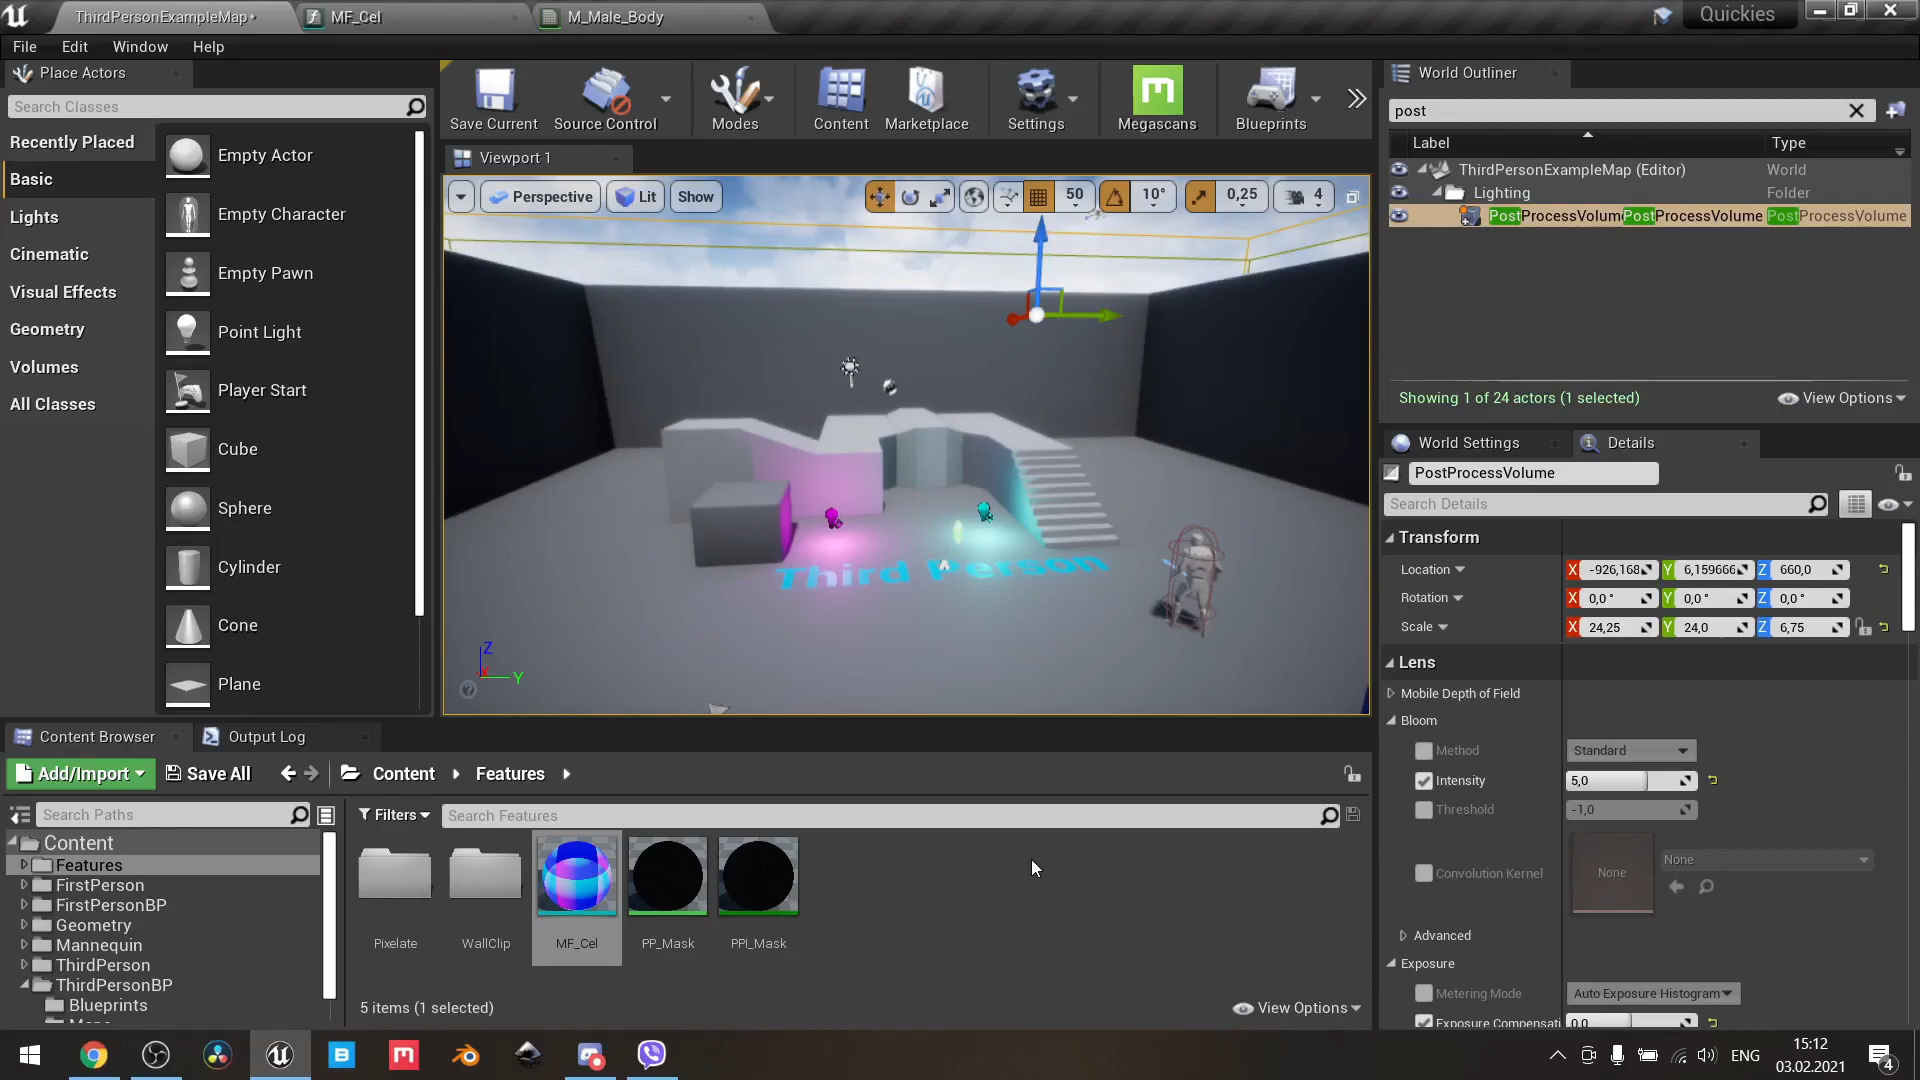 ThirdPersonExampleMap*
MF_Cel
M_Male_Body
Quickies
File Edit Window Help
Place Actors
Search Classes
Recently Placed
Basic
Lights
Cinematic
Visual Effects
Geometry
Volumes
All Classes
Empty Actor
Empty Character
Empty Pawn
Point Light
Player Start
Cube
Sphere
Cylinder
Cone
Plane
Save Current
Source Control
Modes
Content
Marketplace
Settings
Megascans
Blueprints
Viewport 1
Perspective Lit Show
50 10° 0,25 4
Third Person
Z
X Y
World Outliner
post
Label Type
ThirdPersonExampleMap (Editor) World
Lighting Folder
PostProcessVolum PostProcessVolume PostProcessVolume
Showing 1 of 24 actors (1 selected) View Options
World Settings Details
PostProcessVolume
Search Details
Transform
Location X -926,168 Y 6,159666 Z 660,0
Rotation X 0,0 ° Y 0,0 ° Z 0,0 °
Scale X 24,25 Y 24,0 Z 6,75
Lens
Mobile Depth of Field
Bloom
Method Standard
Intensity 5,0
Threshold -1,0
Convolution Kernel None None
Advanced
Exposure
Metering Mode Auto Exposure Histogram
Exposure Compensati 0,0
Content Browser Output Log
Add/Import Save All Content Features
Search Paths
Filters Search Features
Content
Features
FirstPerson
FirstPersonBP
Geometry
Mannequin
ThirdPerson
ThirdPersonBP
Blueprints
Maps
Pixelate
WallClip
MF_Cel
PP_Mask
PPI_Mask
5 items (1 selected) View Options
ENG
15:12
03.02.2021
4